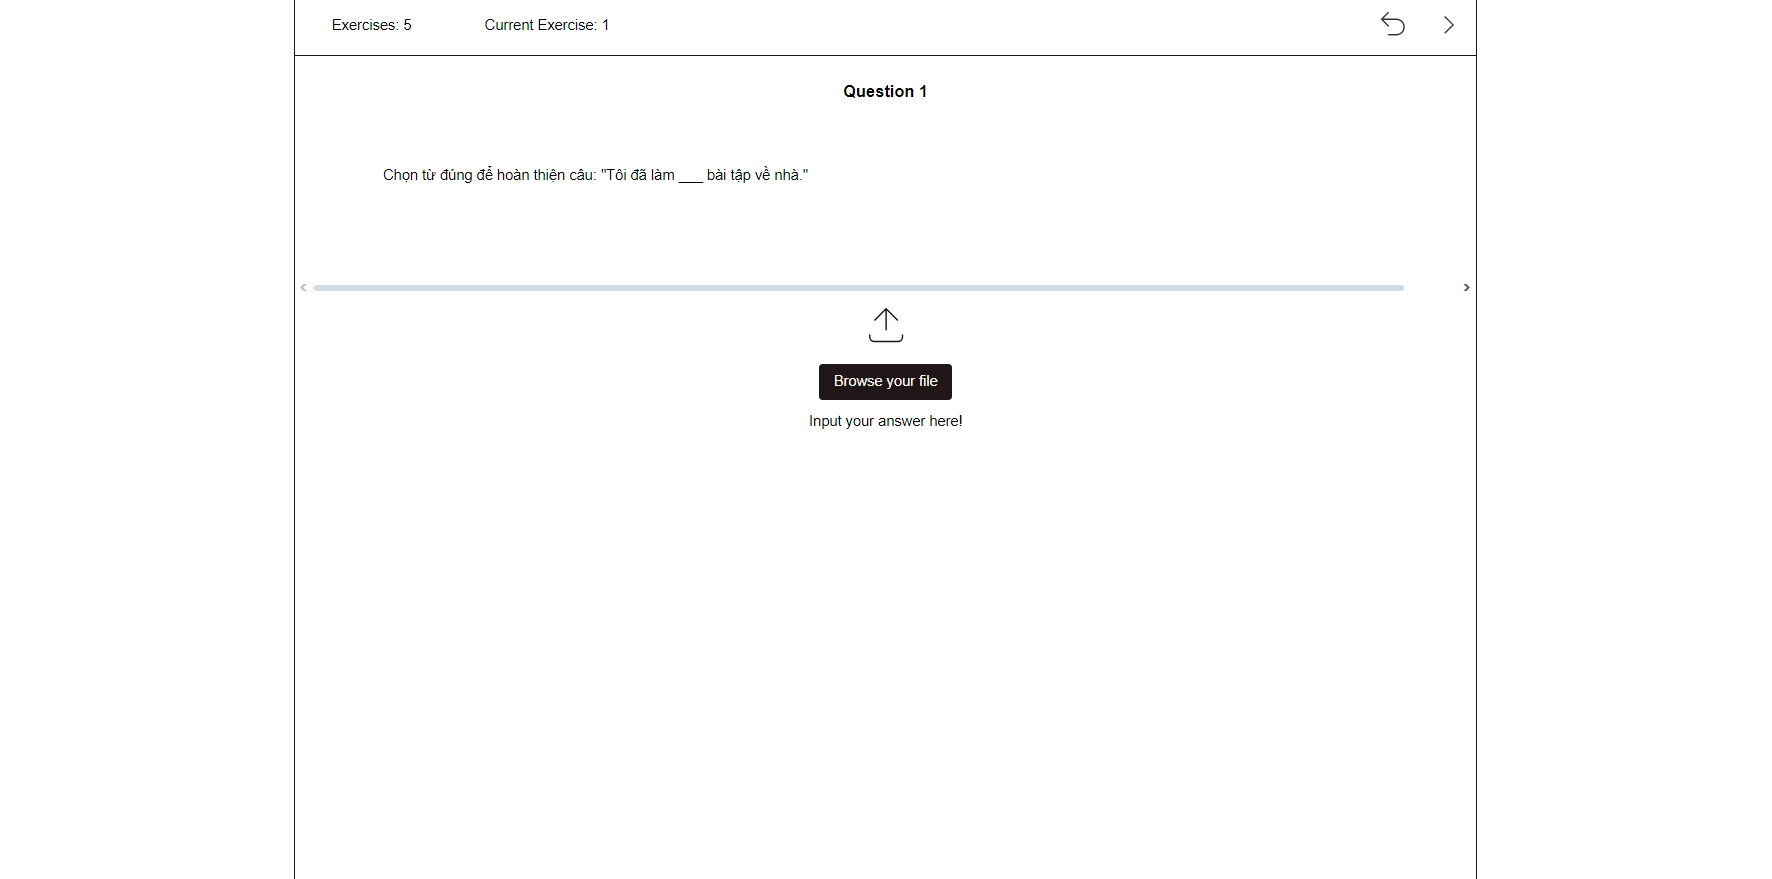 Exercises: 5 Current Exercise: 1
Question 1
Chọn từ đúng để hoàn thiện câu: "Tôi đã làm ___ bài tập về nhà."
Browse your file
Input your answer here!